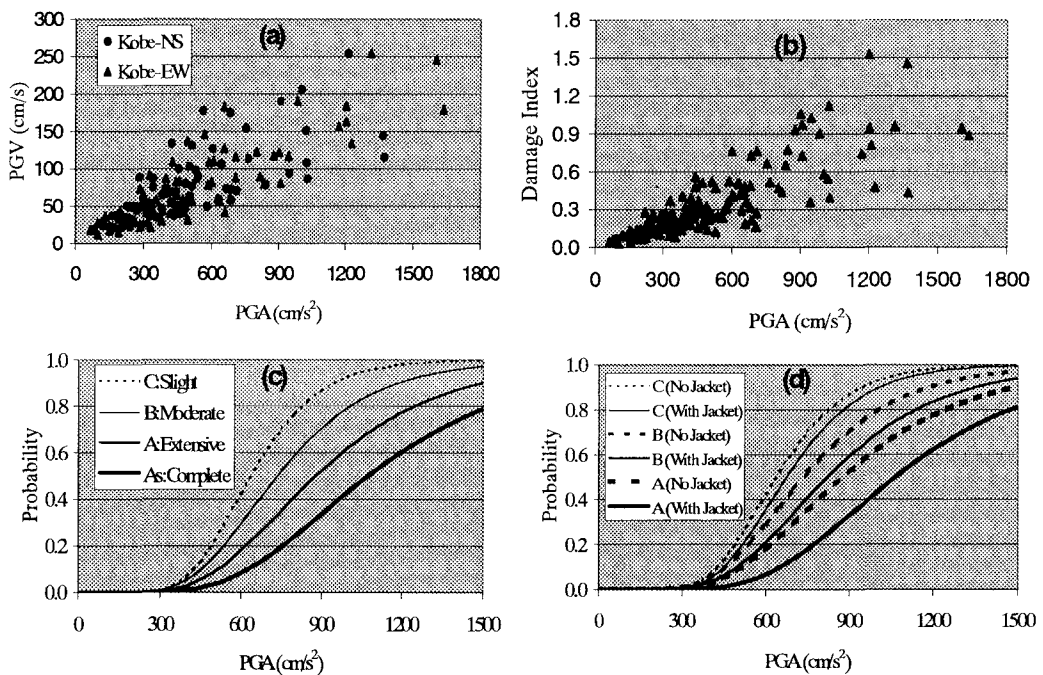 (a)
300
250
200
150
100
50
0
PGV (cm/s)
Kobe-NS
Kobe-EW
0 300 600 900 1200 1500 1800
PGA (cm/s²)
(b)
1.8
1.5
1.2
0.9
0.6
0.3
0.0
Damage Index
0 300 600 900 1200 1500 1800
PGA (cm/s²)
(c)
1.0
0.8
0.6
0.4
0.2
0.0
Probability
C:Slight
B:Moderate
A:Extensive
As:Complete
0 300 600 900 1200 1500
PGA (cm/s²)
(d)
1.0
0.8
0.6
0.4
0.2
0.0
Probability
C (No Jacket)
C (With Jacket)
B (No Jacket)
B (With Jacket)
A (No Jacket)
A (With Jacket)
0 300 600 900 1200 1500
PGA (cm/s²)